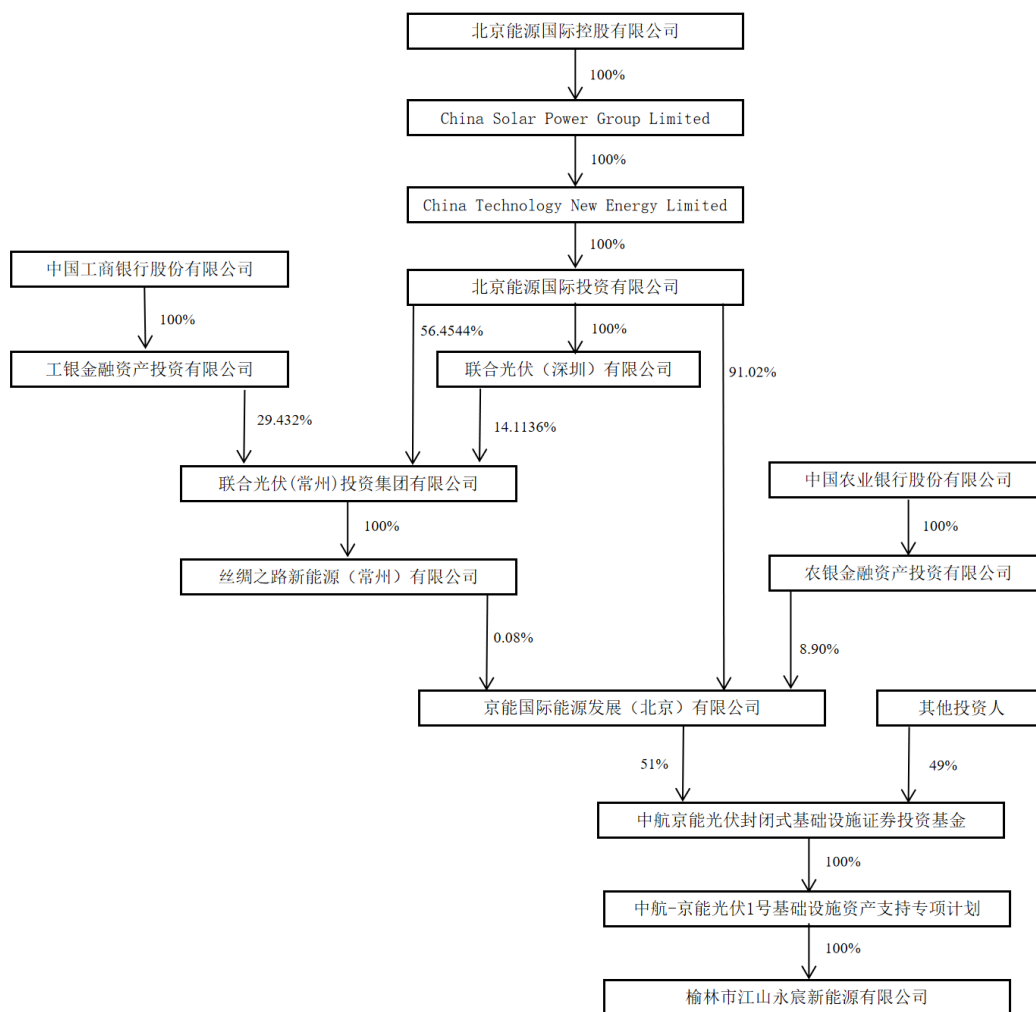 北京能源国际控股有限公司
100%
China Solar Power Group Limited
100%
China Technology New Energy Limited
100%
中国工商银行股份有限公司
北京能源国际投资有限公司
100%
56.4544%
100%
工银金融资产投资有限公司
联合光伏（深圳）有限公司
91.02%
29.432%
14.1136%
联合光伏(常州)投资集团有限公司
中国农业银行股份有限公司
100%
100%
丝绸之路新能源（常州）有限公司
农银金融资产投资有限公司
0.08%
8.90%
京能国际能源发展（北京）有限公司
其他投资人
51%
49%
中航京能光伏封闭式基础设施证券投资基金
100%
中航-京能光伏1号基础设施资产支持专项计划
100%
榆林市江山永宸新能源有限公司